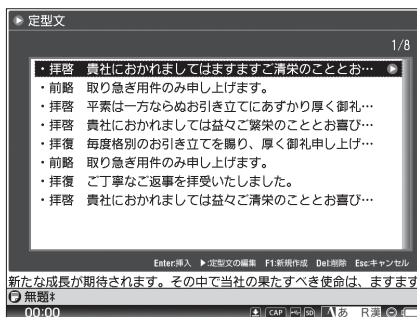 定型文
1/8
・拝啓 貴社におかれましてはますますご清栄のこととお…
・前略 取り急ぎ用件のみ申し上げます。
・拝啓 平素は一方ならぬお引き立てにあずかり厚く御礼…
・拝啓 貴社におかれましては益々ご繁栄のこととお喜び…
・拝復 毎度格別のお引き立てを賜り、厚く御礼申し上げ…
・前略 取り急ぎ用件のみ申し上げます。
・拝復 ご丁寧なご返事を拝受いたしました。
・拝啓 貴社におかれましては益々ご清栄のこととお喜び…
Enter:挿入 ▶:定型文の編集 F1:新規作成 Del:削除 Esc:キャンセル
新たな成長が期待されます。その中で当社の果たすべき使命は、ますます
無題*
00:00 CAP SD あ R漢